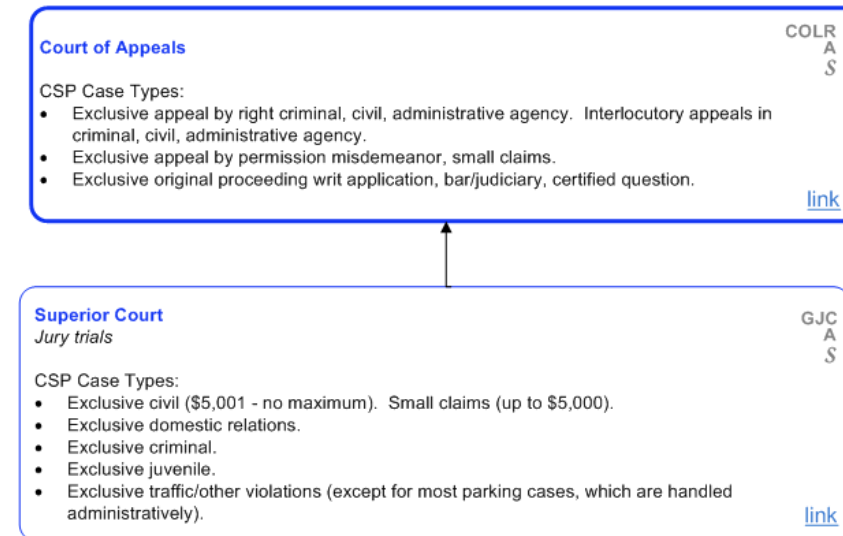 COLR
Court of Appeals
A
S
CSP Case Types:
• Exclusive appeal by right criminal, civil, administrative agency. Interlocutory appeals in
criminal, civil, administrative agency.
• Exclusive appeal by permission misdemeanor, small claims.
• Exclusive original proceeding writ application, bar/judiciary, certified question.
link
Superior Court
GJC
Jury trials
A
S
CSP Case Types:
• Exclusive civil ($5,001 - no maximum). Small claims (up to $5,000).
• Exclusive domestic relations.
• Exclusive criminal.
• Exclusive juvenile.
• Exclusive traffic/other violations (except for most parking cases, which are handled
administratively).
link